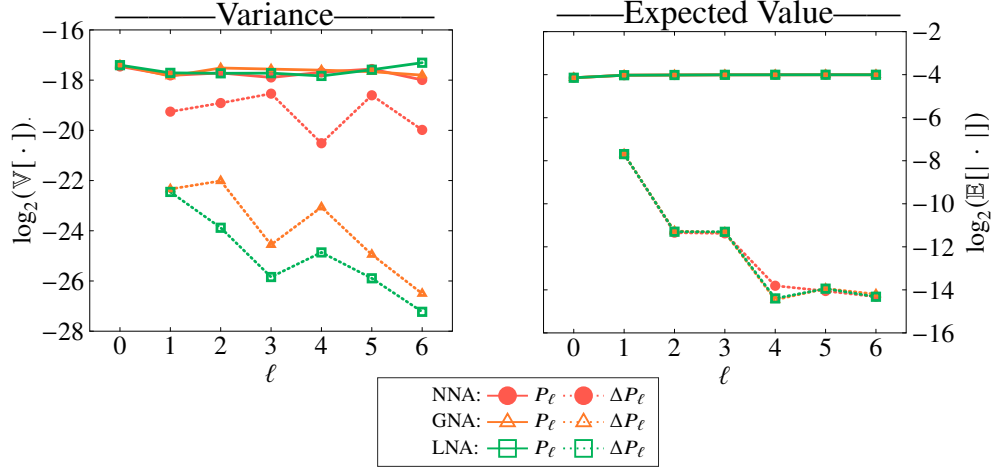 Variance
Expected Value
−16
−18
−20
−22
−24
−26
−28
log₂(𝕍[ · ]).
0 1 2 3 4 5 6
ℓ
−2
−4
−6
−8
−10
−12
−14
−16
log₂(𝔼[| · |])
0 1 2 3 4 5 6
ℓ
NNA: Pℓ ΔPℓ
GNA: Pℓ ΔPℓ
LNA: Pℓ ΔPℓ